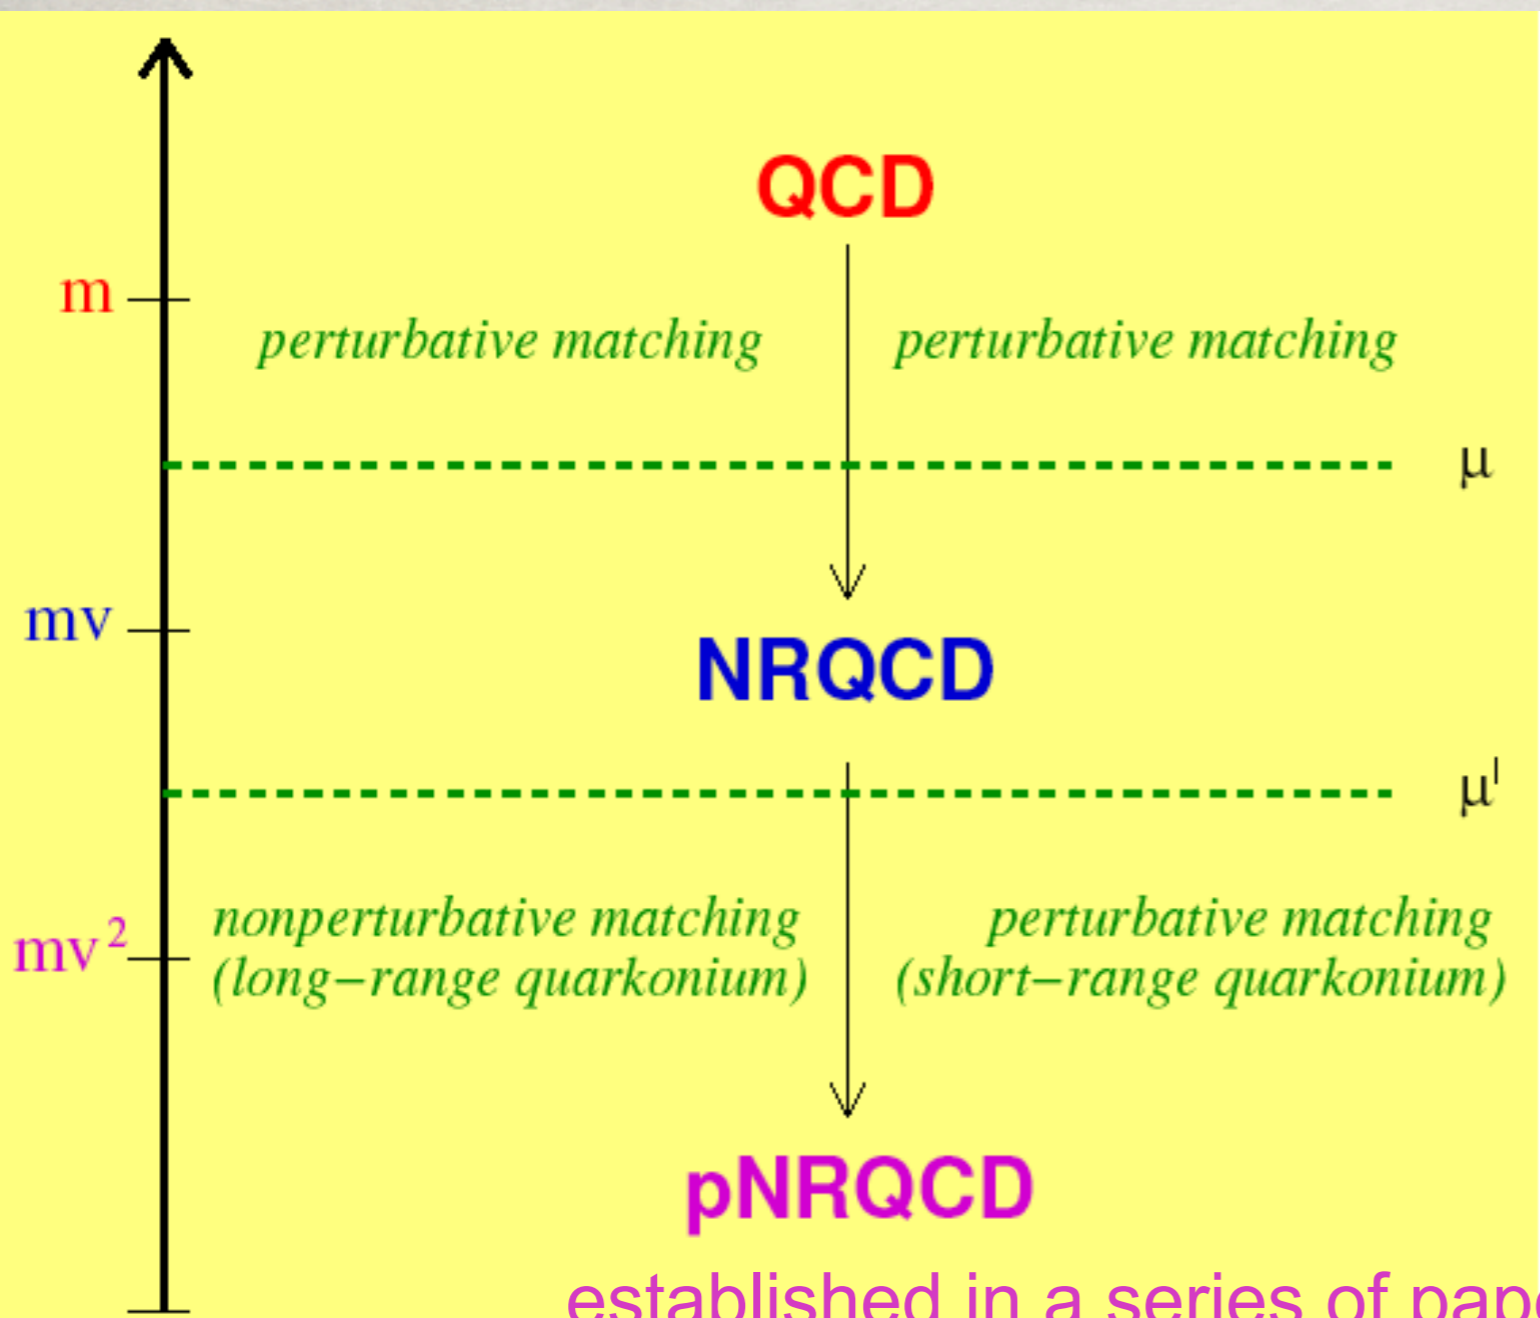 QCD
m
perturbative matching perturbative matching
μ
mv
NRQCD
μ'
nonperturbative matching perturbative matching
mv²
(long−range quarkonium) (short−range quarkonium)
pNRQCD
established in a series of